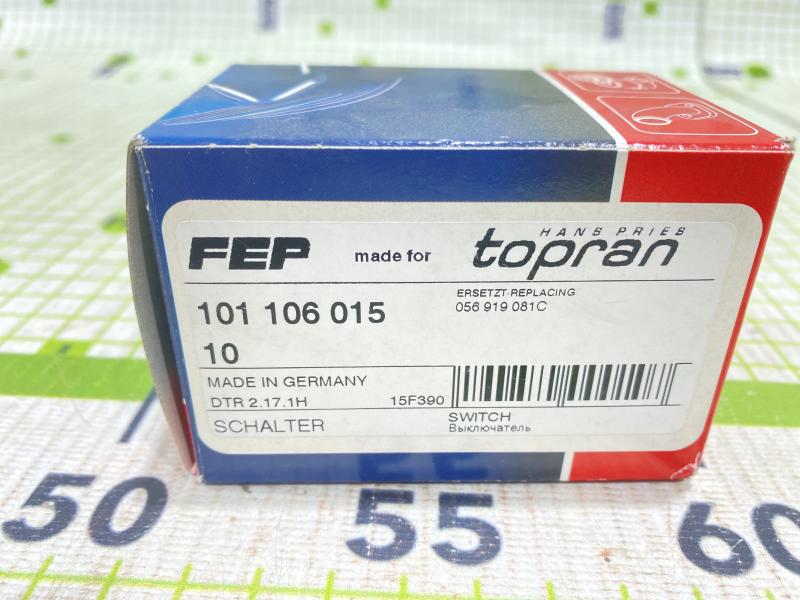 FEP made for HANS PRIES topran
101 106 015
ERSETZT-REPLACING
056 919 081C
10
MADE IN GERMANY
DTR 2.17.1H 15F390
SCHALTER
SWITCH
Выключатель
50 55 60